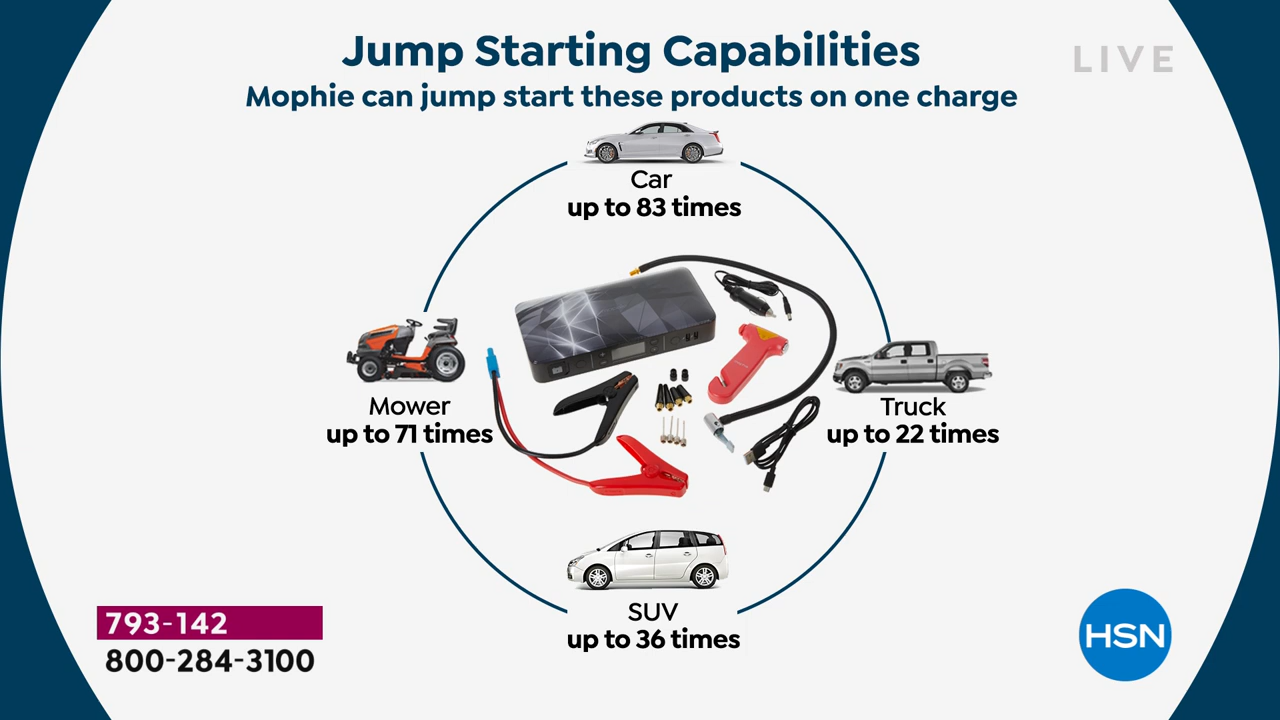 Jump Starting Capabilities
LIVE
Mophie can jump start these products on one charge
Car
up to 83 times
Mower
up to 71 times
Truck
up to 22 times
SUV
up to 36 times
793-142
800-284-3100
HSN